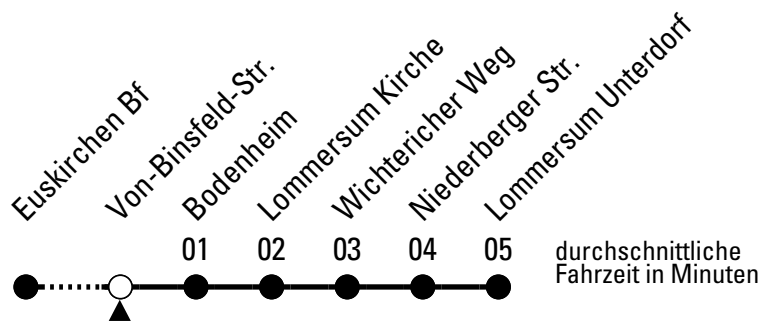 Euskirchen Bf
Von-Binsfeld-Str.
Bodenheim
Lommersum Kirche
Wichtericher Weg
Niederberger Str.
Lommersum Unterdorf
01 02 03 04 05
durchschnittliche
Fahrzeit in Minuten